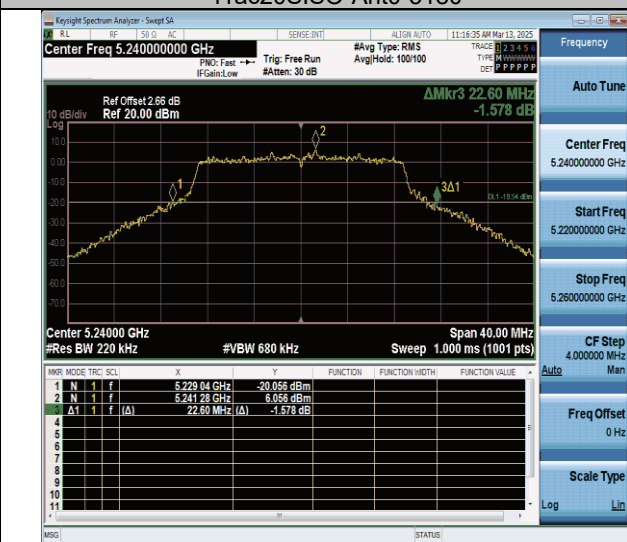 Keysight Spectrum Analyzer - Swept SA
RL RF 50 Ω AC SENSE:INT ALIGN AUTO 11:16:35 AM Mar 13, 2025
Center Freq 5.240000000 GHz
PNO: Fast
IFGain:Low
Trig: Free Run
#Atten: 30 dB
#Avg Type: RMS
Avg|Hold: 100/100
TRACE 1 2 3 4 5 6
TYPE M WWWWW
DET P P P P P P
Ref Offset 2.66 dB
Ref 20.00 dBm
10 dB/div
Log
ΔMkr3 22.60 MHz
-1.578 dB
10.0
0.00
-10.0
-20.0
-30.0
-40.0
-50.0
-60.0
-70.0
1
2
3Δ1
DL1 -19.94 dBm
Center 5.24000 GHz
Span 40.00 MHz
#Res BW 220 kHz
#VBW 680 kHz
Sweep 1.000 ms (1001 pts)
MKR MODE TRC SCL X Y FUNCTION FUNCTION WIDTH FUNCTION VALUE
1 N 1 f 5.229 04 GHz -20.056 dBm
2 N 1 f 5.241 28 GHz 6.056 dBm
3 Δ1 1 f (Δ) 22.60 MHz (Δ) -1.578 dB
4
5
6
7
8
9
10
11
MSG
STATUS
Frequency
Auto Tune
Center Freq
5.240000000 GHz
Start Freq
5.220000000 GHz
Stop Freq
5.260000000 GHz
CF Step
4.000000 MHz
Auto Man
Freq Offset
0 Hz
Scale Type
Log Lin